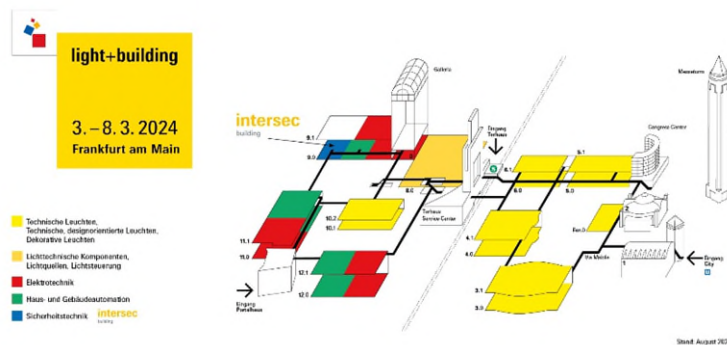 light+building
3. – 8. 3. 2024
Frankfurt am Main
Technische Leuchten,
Technische, designorientierte Leuchten,
Dekorative Leuchten
Lichttechnische Komponenten,
Lichtquellen, Lichtsteuerung
Elektrotechnik
Haus- und Gebäudeautomation
Sicherheitstechnik intersec
building
intersec
building
Galleria
Messeturm
Eingang
Torhaus
Congress Center
9.1
9.0
8.0
6.1
6.0
5.1
5.0
Torhaus
Service Center
10.2
10.1
11.1
11.0
4.1
4.0
2
Via Mobile
1
Eingang
City
12.1
12.0
3.1
3.0
Eingang
Portalhaus